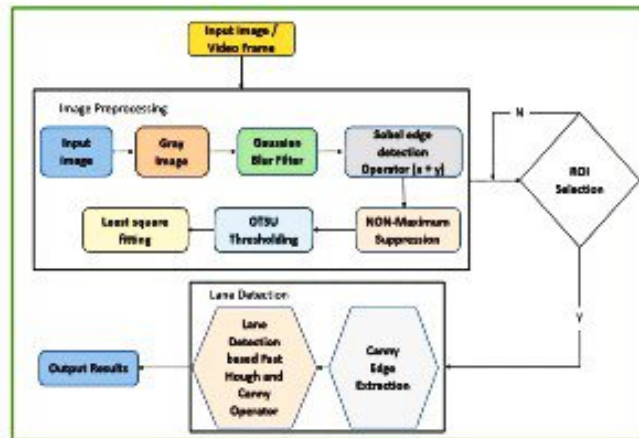 Input Image /
Video Frame
Image Preprocessing
Input
Image
Gray
Image
Gaussian
Blur Filter
Sobel edge
detection
Operator (x + y)
N
ROI
Selection
Least square
fitting
OTSU
Thresholding
NON-Maximum
Suppression
Y
Lane Detection
Output Results
Lane
Detection
based Fast
Hough and
Canny
Operator
Canny
Edge
Extraction